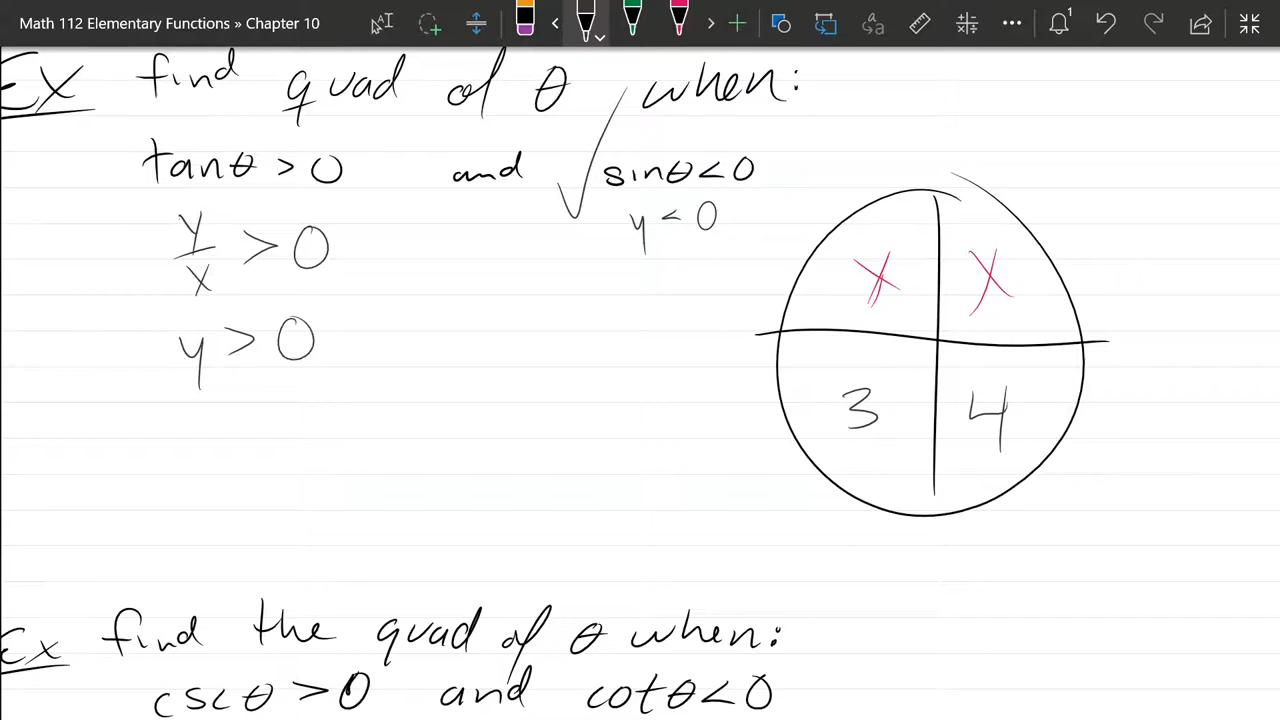 Math 112 Elementary Functions » Chapter 10
Ex find quad of θ when:
tanθ > 0 and √ sinθ < 0
y/x > 0 y < 0
y > 0
X X
3 4
Ex find the quad of θ when:
cscθ > 0 and cotθ < 0